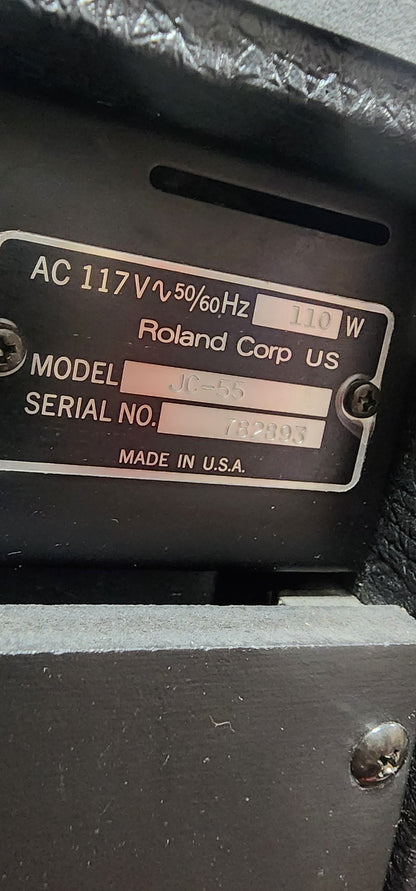 AC 117V∿50/60Hz 110 W
Roland Corp US
MODEL JC-55
SERIAL NO. 782893
MADE IN U.S.A.